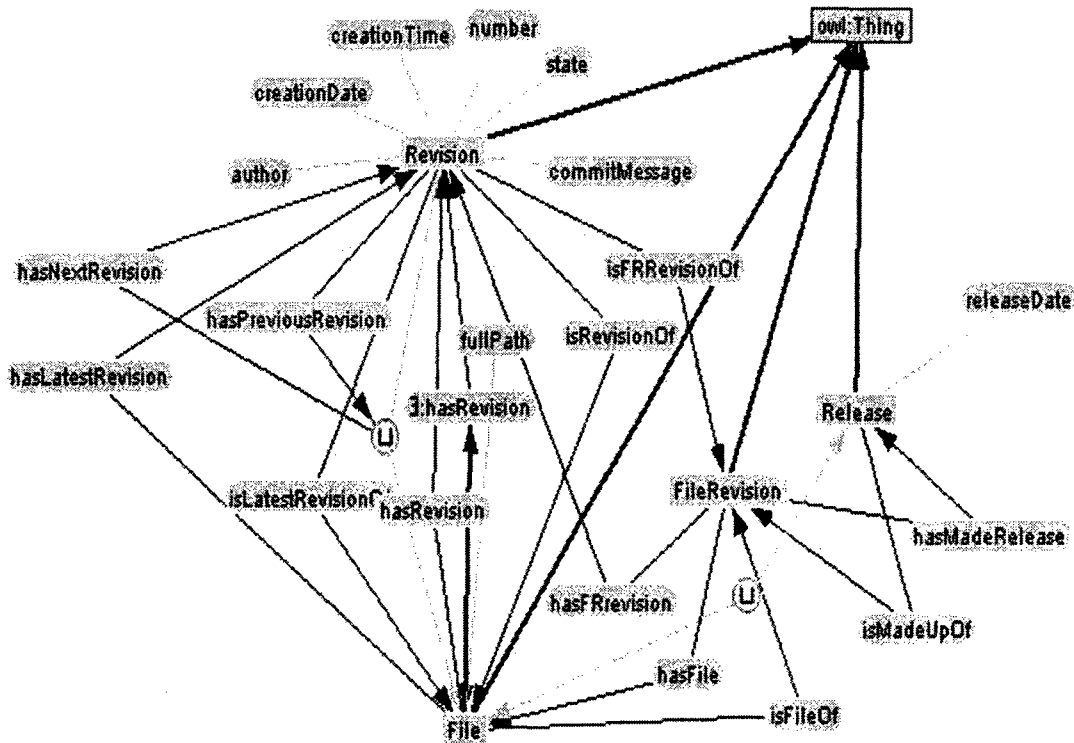 owl:Thing
number
creationTime
state
creationDate
Revision
commitMessage
author
isFRRevisionOf
hasNextRevision
releaseDate
hasPreviousRevision
isRevisionOf
fullPath
hasLatestRevision
∃:hasRevision
Release
⊔
FileRevision
isLatestRevisionO
hasRevision
hasMadeRelease
⊔
hasFRrevision
isMadeUpOf
hasFile
isFileOf
File